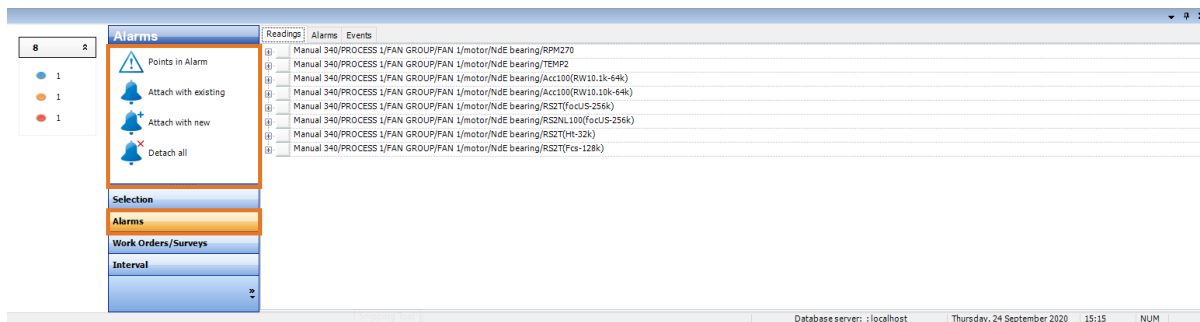 8
1
1
1
Alarms
Points in Alarm
Attach with existing
Attach with new
Detach all
Selection
Alarms
Work Orders/Surveys
Interval
Readings Alarms Events
Manual 340/PROCESS 1/FAN GROUP/FAN 1/motor/NdE bearing/RPM270
Manual 340/PROCESS 1/FAN GROUP/FAN 1/motor/NdE bearing/TEMP2
Manual 340/PROCESS 1/FAN GROUP/FAN 1/motor/NdE bearing/Acc100(RW10.1k-64k)
Manual 340/PROCESS 1/FAN GROUP/FAN 1/motor/NdE bearing/Acc100(RW10.10k-64k)
Manual 340/PROCESS 1/FAN GROUP/FAN 1/motor/NdE bearing/RS2T(focUS-256k)
Manual 340/PROCESS 1/FAN GROUP/FAN 1/motor/NdE bearing/RS2NL100(focUS-256k)
Manual 340/PROCESS 1/FAN GROUP/FAN 1/motor/NdE bearing/RS2T(Ht-32k)
Manual 340/PROCESS 1/FAN GROUP/FAN 1/motor/NdE bearing/RS2T(Fcs-128k)
Database server: : localhost Thursday, 24 September 2020 15:15 NUM